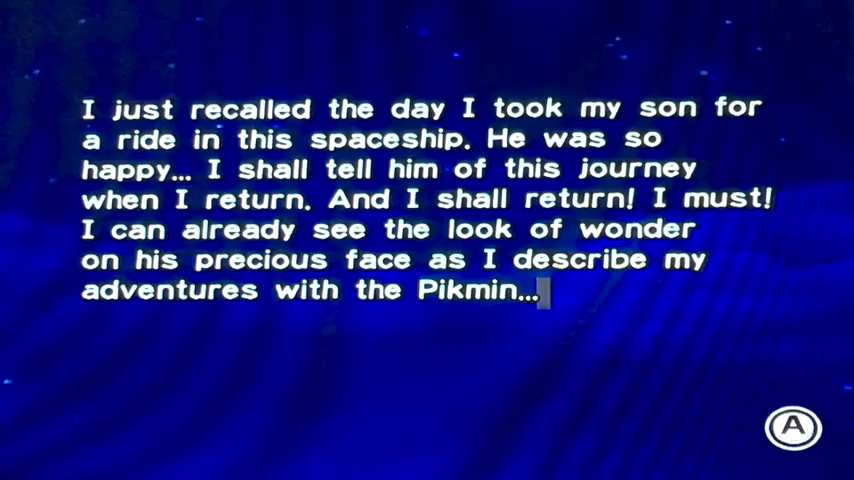 I just recalled the day I took my son for
a ride in this spaceship. He was so
happy... I shall tell him of this journey
when I return. And I shall return! I must!
I can already see the look of wonder
on his precious face as I describe my
adventures with the Pikmin...
A